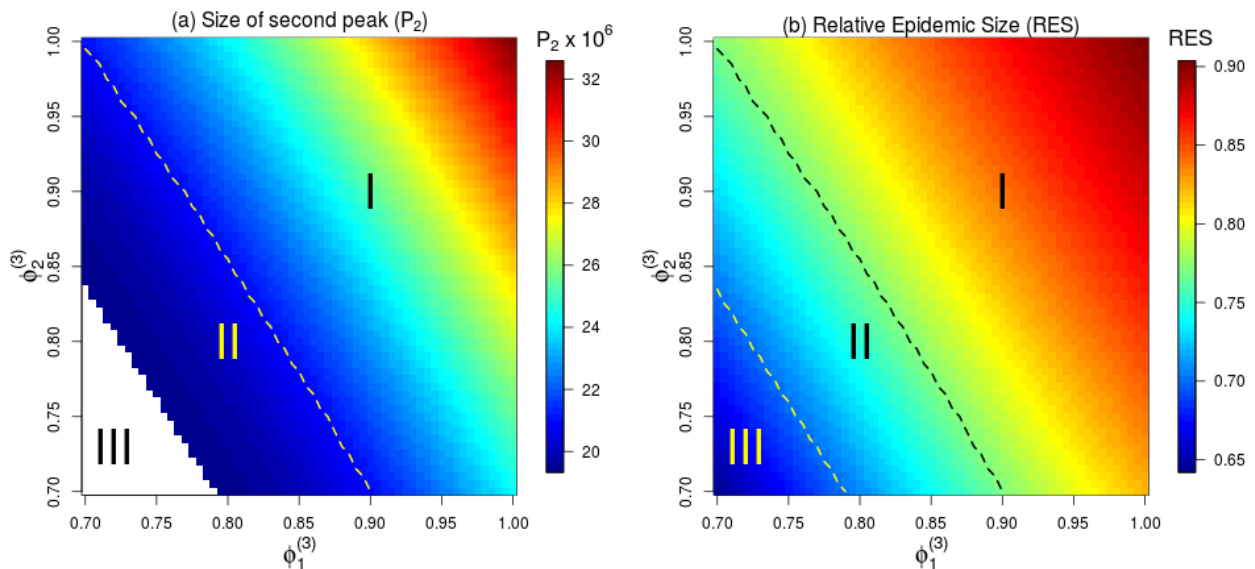 (a) Size of second peak (P₂)
P₂ x 10⁶
1.00
0.95
0.90
0.85
0.80
0.75
0.70
ϕ₂⁽³⁾
I
II
III
0.70 0.75 0.80 0.85 0.90 0.95 1.00
ϕ₁⁽³⁾
32
30
28
26
24
22
20
(b) Relative Epidemic Size (RES)
RES
1.00
0.95
0.90
0.85
0.80
0.75
0.70
ϕ₂⁽³⁾
I
II
III
0.70 0.75 0.80 0.85 0.90 0.95 1.00
ϕ₁⁽³⁾
0.90
0.85
0.80
0.75
0.70
0.65